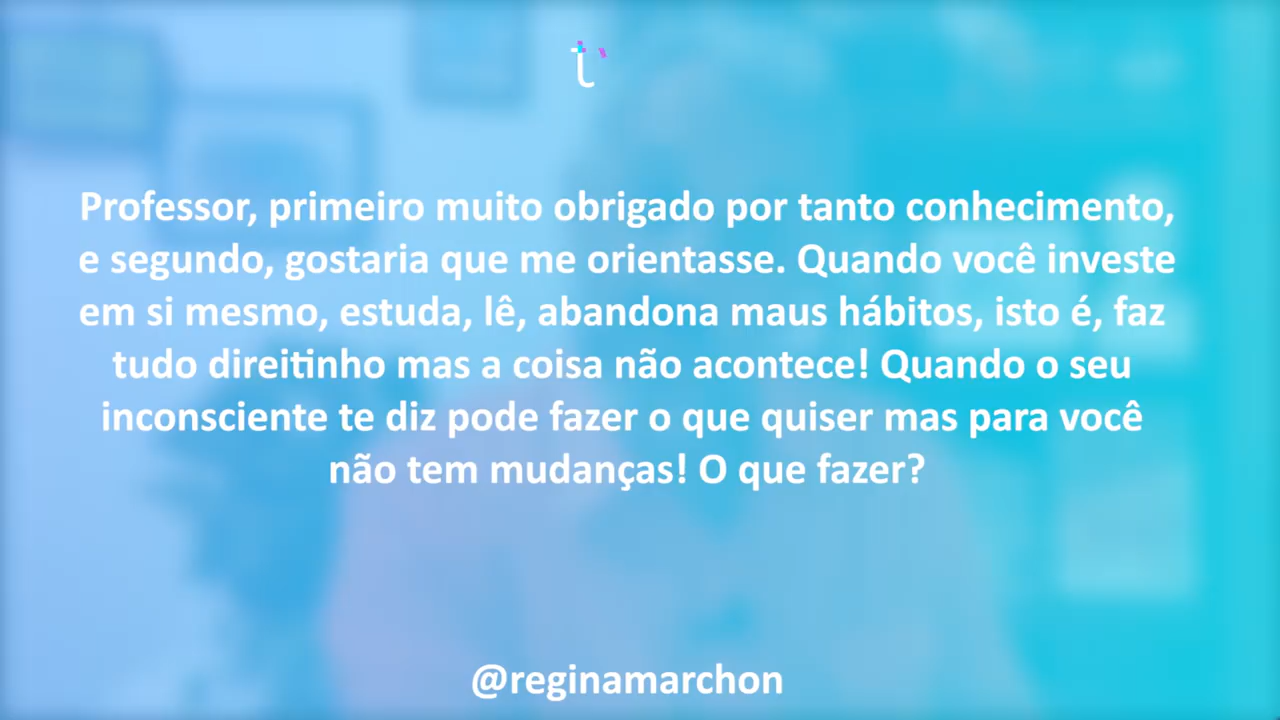 Professor, primeiro muito obrigado por tanto conhecimento,
e segundo, gostaria que me orientasse. Quando você investe
em si mesmo, estuda, lê, abandona maus hábitos, isto é, faz
tudo direitinho mas a coisa não acontece! Quando o seu
inconsciente te diz pode fazer o que quiser mas para você
não tem mudanças! O que fazer?
@reginamarchon